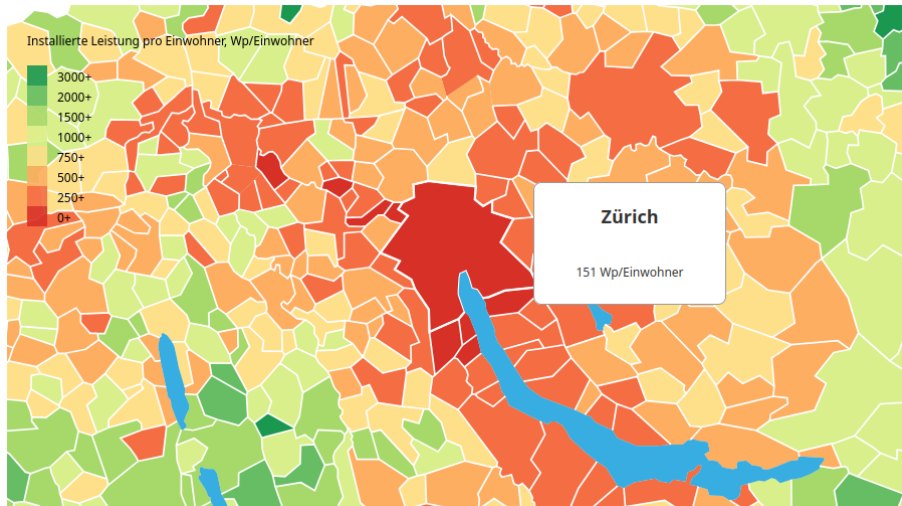 Installierte Leistung pro Einwohner, Wp/Einwohner
3000+
2000+
1500+
1000+
750+
500+
250+
0+
Zürich
151 Wp/Einwohner